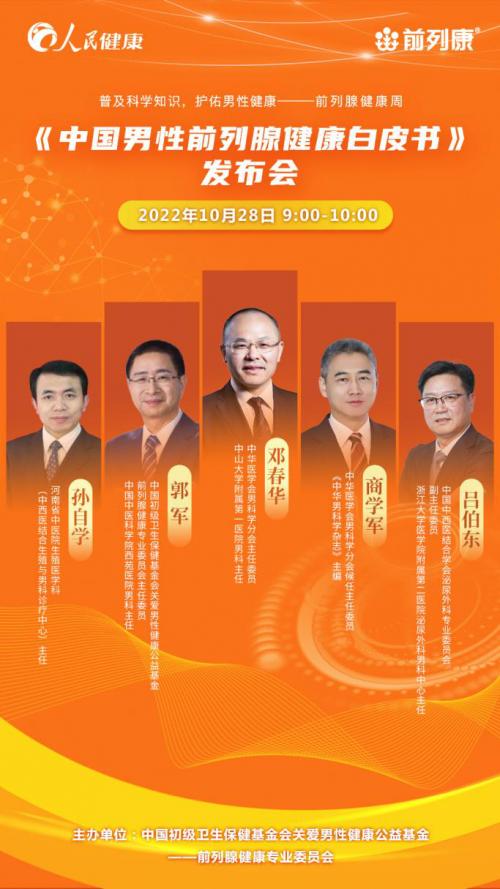 人民健康
前列康®
普及科学知识，护佑男性健康——前列腺健康周
《中国男性前列腺健康白皮书》
发布会
2022年10月28日 9:00-10:00
孙自学
河南省中医院生殖医学科
（中西医结合生殖与男科诊疗中心）主任
郭军
中国初级卫生保健基金会关爱男性健康公益基金
前列腺健康专业委员会主任委员
中国中医科学院西苑医院男科主任
邓春华
中华医学会男科学分会主任委员
中山大学附属第一医院男科主任
商学军
中华医学会男科学分会候任主任委员
《中华男科学杂志》主编
吕伯东
中国中西医结合学会泌尿外科专业委员会
副主任委员
浙江大学医学院附属第二医院泌尿外科男科中心主任
主办单位：中国初级卫生保健基金会关爱男性健康公益基金
——前列腺健康专业委员会